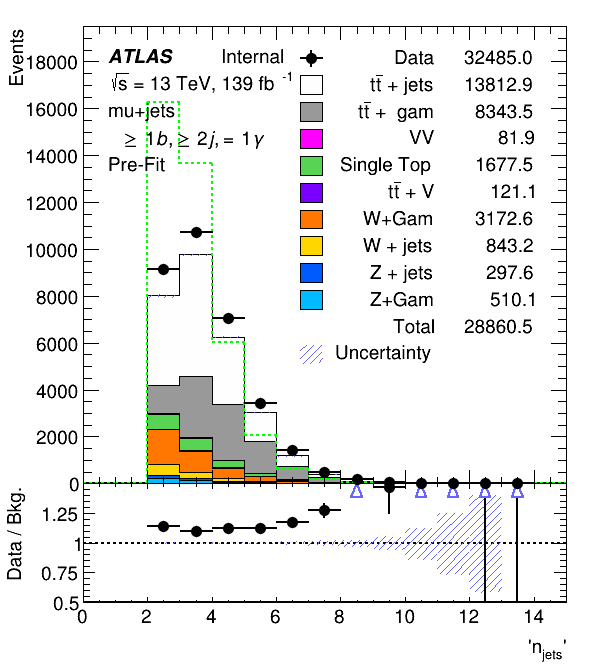 Events
18000
16000
14000
12000
10000
8000
6000
4000
2000
0
ATLAS Internal
√s = 13 TeV, 139 fb⁻¹
mu+jets
≥ 1b, ≥ 2j, = 1γ
Pre-Fit
Data 32485.0
tt̄ + jets 13812.9
tt̄ + gam 8343.5
VV 81.9
Single Top 1677.5
tt̄ + V 121.1
W+Gam 3172.6
W + jets 843.2
Z + jets 297.6
Z+Gam 510.1
Total 28860.5
Uncertainty
Data / Bkg.
1.25
1
0.75
0.5
0 2 4 6 8 10 12 14
'n_jets'